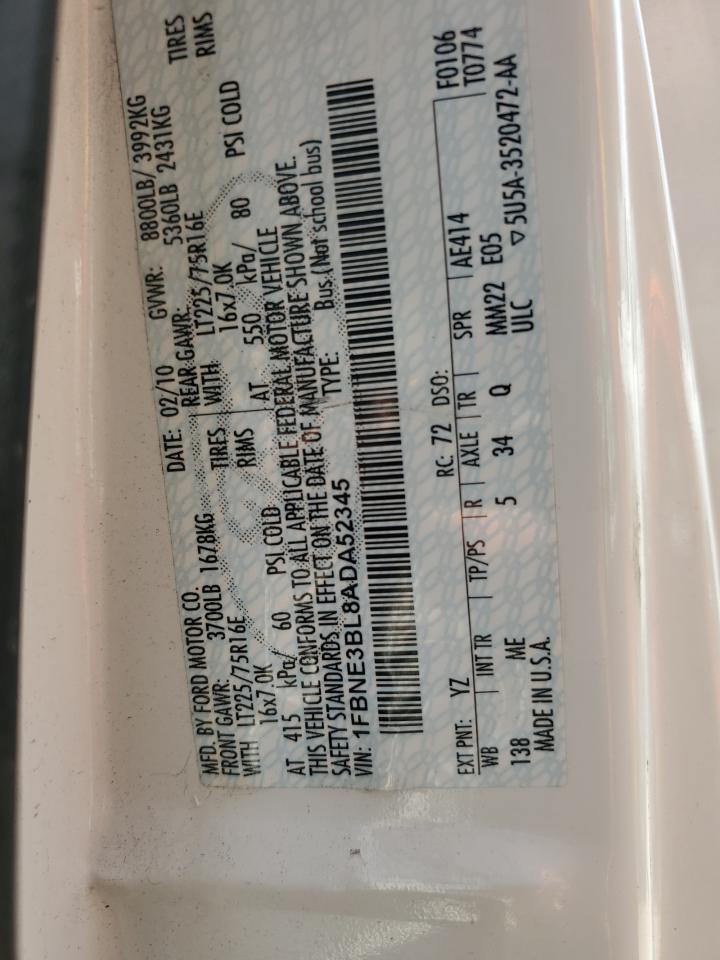 MFD. BY FORD MOTOR CO. DATE: 02/10 GVWR: 8800LB/ 3992KG
FRONT GAWR: 3700LB 1678KG REAR GAWR: 5360LB 2431KG
WITH LT225/75R16E TIRES WITH LT225/75R16E TIRES
16x7.0K RIMS 16x7.0K RIMS
AT 415 kPa/ 60 PSI COLD AT 550 kPa/ 80 PSI COLD
THIS VEHICLE CONFORMS TO ALL APPLICABLE FEDERAL MOTOR VEHICLE
SAFETY STANDARDS IN EFFECT ON THE DATE OF MANUFACTURE SHOWN ABOVE.
VIN: 1FBNE3BL8ADA52345 TYPE: Bus (Not school bus)
F0106
EXT PNT: YZ RC: 72 DSO: T0774
WB INT TR TP/PS R AXLE TR SPR AE414
138 ME 5 34 Q MM22 E05
MADE IN U.S.A. ULC ▽5U5A-3520472-AA